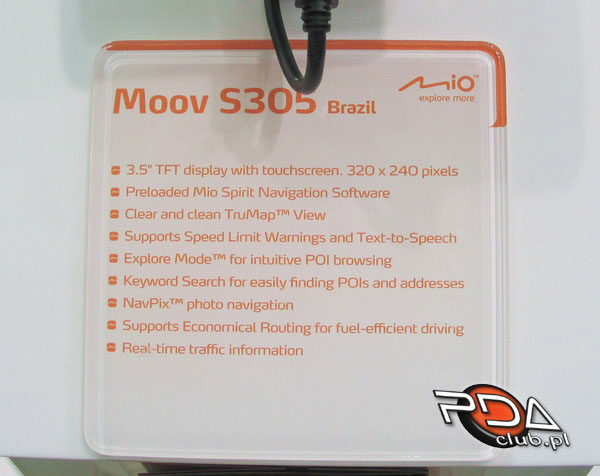 Moov S305 Brazil
Mio™
explore more
3.5" TFT display with touchscreen. 320 x 240 pixels
Preloaded Mio Spirit Navigation Software
Clear and clean TruMap™ View
Supports Speed Limit Warnings and Text-to-Speech
Explore Mode™ for intuitive POI browsing
Keyword Search for easily finding POIs and addresses
NavPix™ photo navigation
Supports Economical Routing for fuel-efficient driving
Real-time traffic information
PDA
club.pl